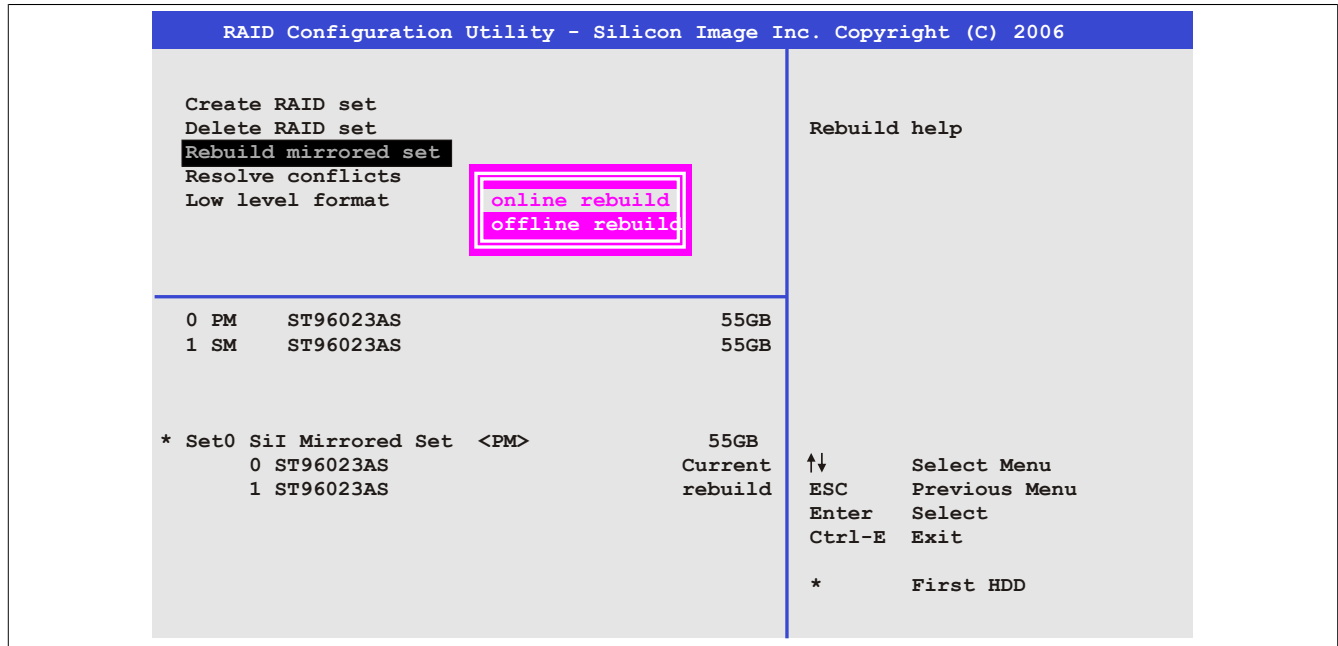 RAID Configuration Utility - Silicon Image Inc. Copyright (C) 2006
Create RAID set
Delete RAID set
Rebuild mirrored set
Resolve conflicts
Low level format
online rebuild
offline rebuild
Rebuild help
0 PM ST96023AS 55GB
1 SM ST96023AS 55GB
* Set0 SiI Mirrored Set <PM> 55GB
0 ST96023AS Current
1 ST96023AS rebuild
↑↓ Select Menu
ESC Previous Menu
Enter Select
Ctrl-E Exit
* First HDD